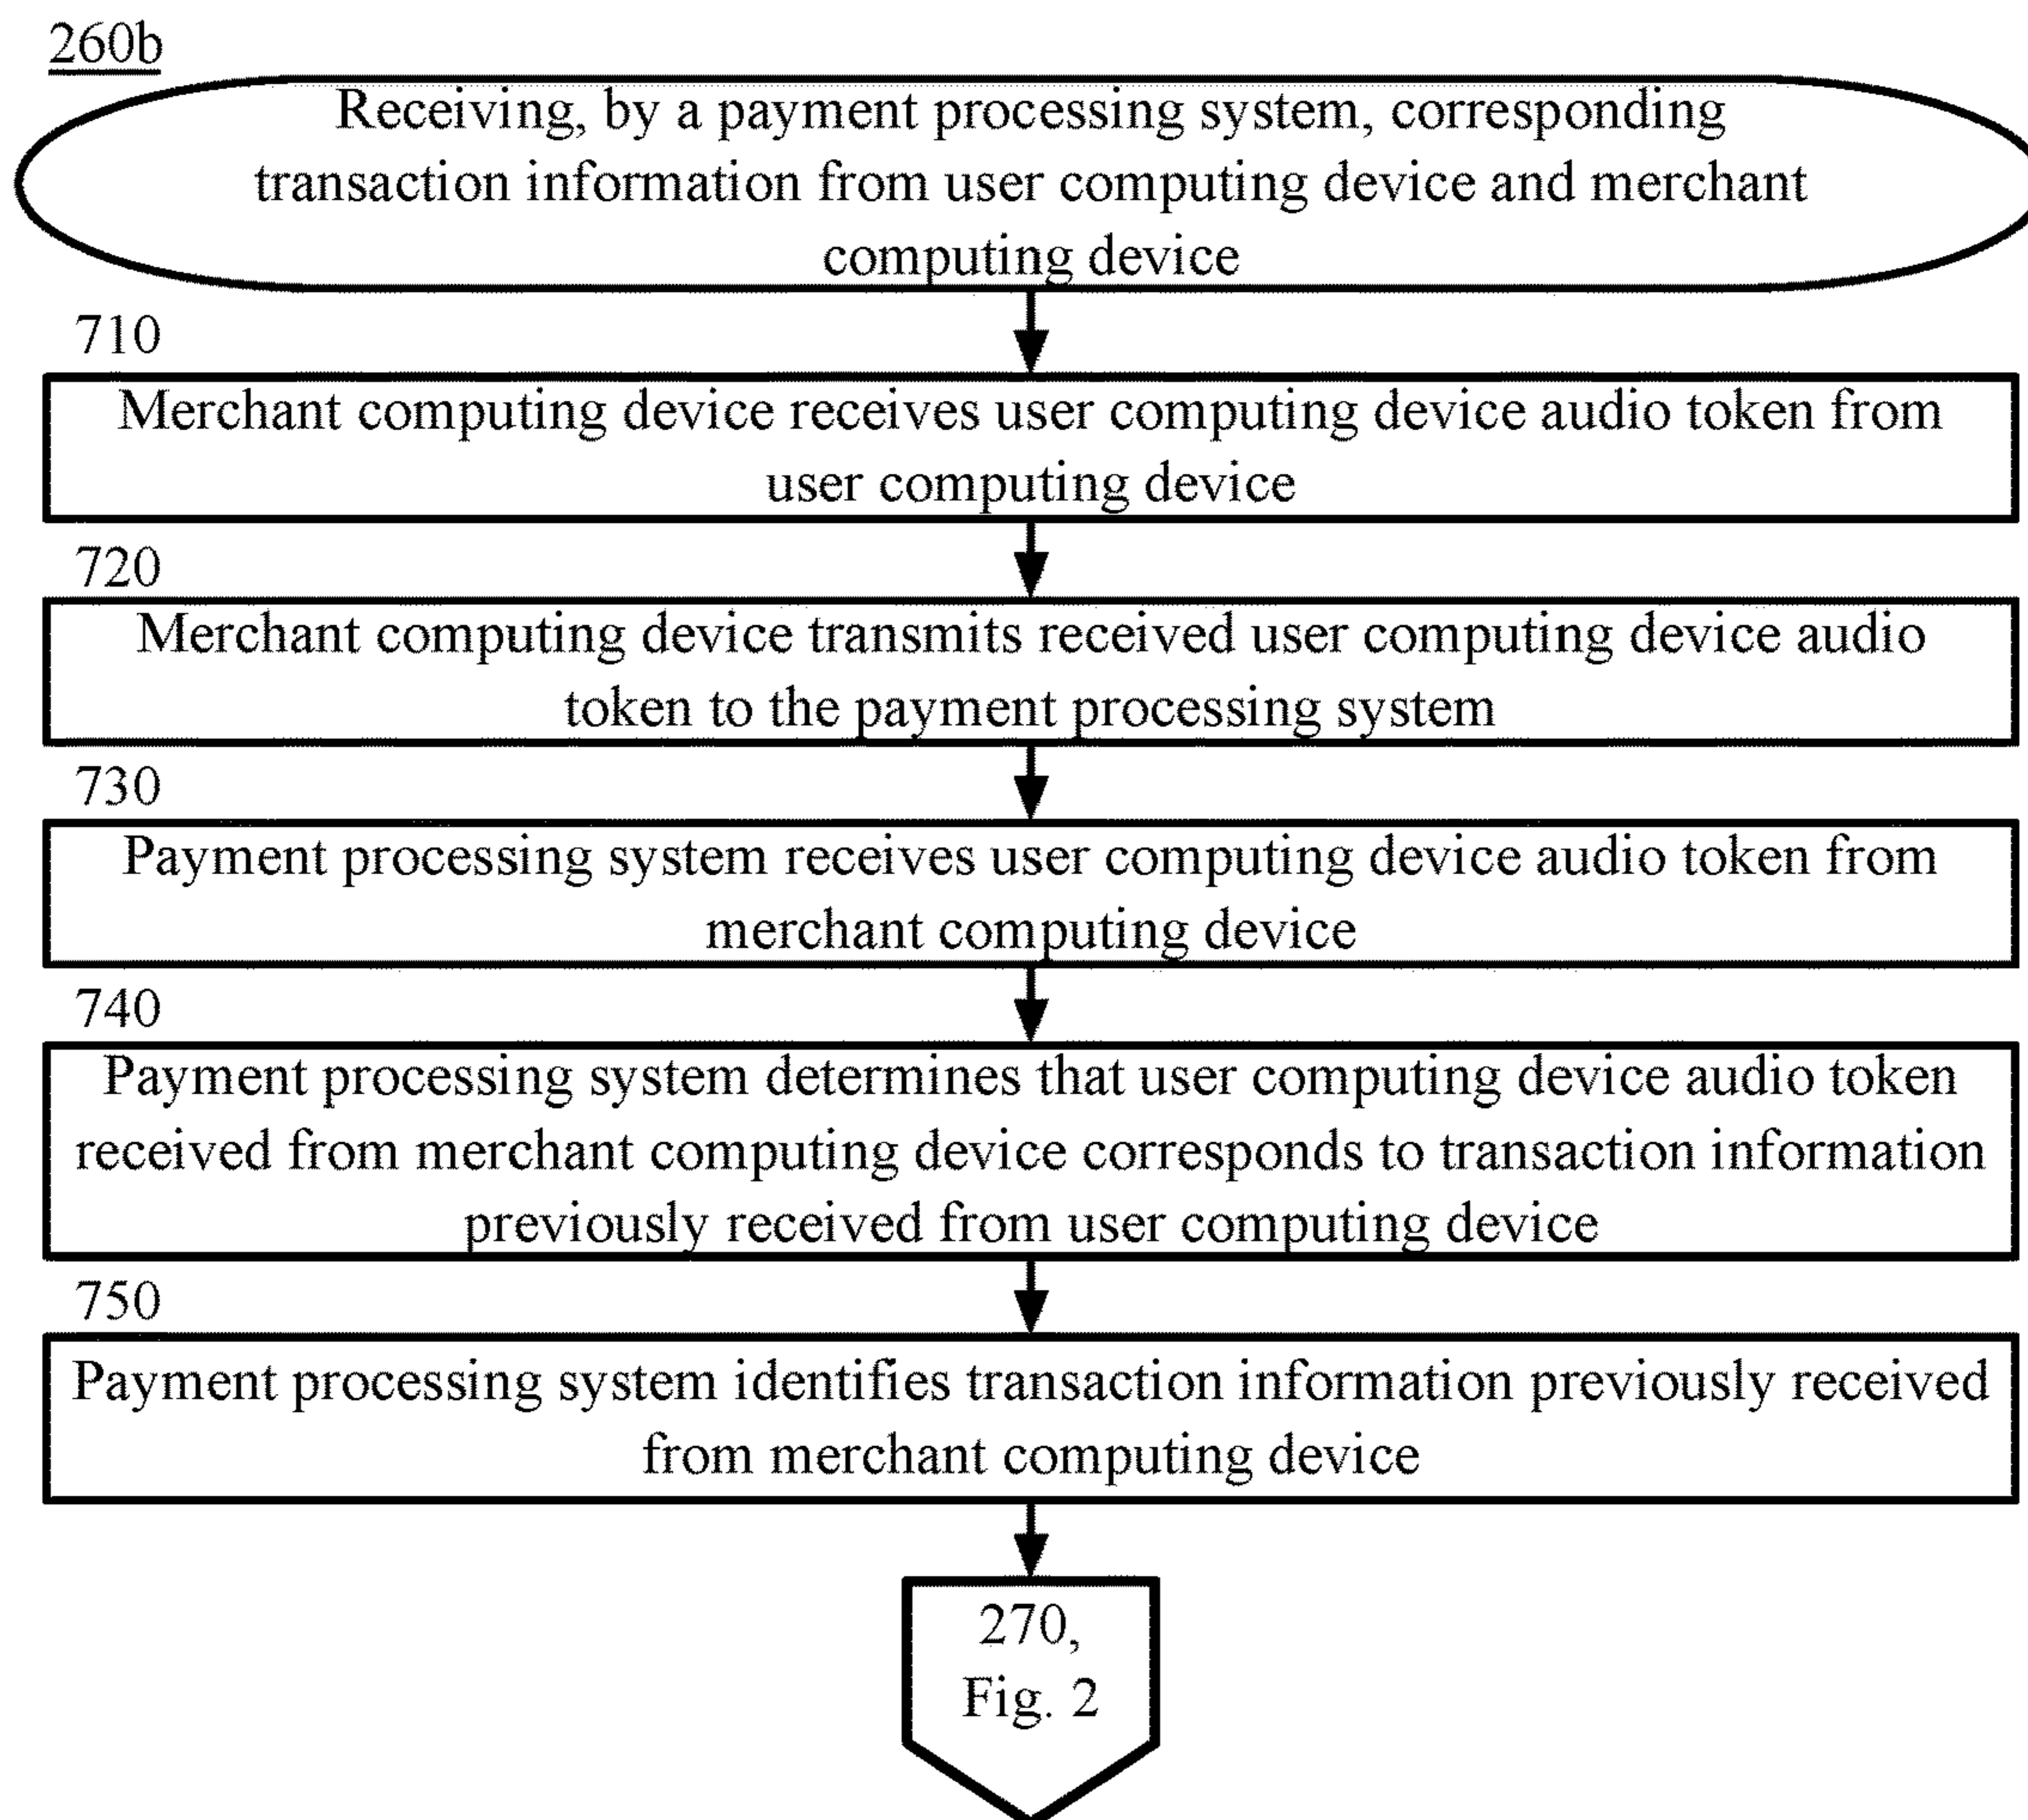 260b
Receiving, by a payment processing system, corresponding
transaction information from user computing device and merchant
computing device
710
Merchant computing device receives user computing device audio token from
user computing device
720
Merchant computing device transmits received user computing device audio
token to the payment processing system
730
Payment processing system receives user computing device audio token from
merchant computing device
740
Payment processing system determines that user computing device audio token
received from merchant computing device corresponds to transaction information
previously received from user computing device
750
Payment processing system identifies transaction information previously received
from merchant computing device
270,
Fig. 2